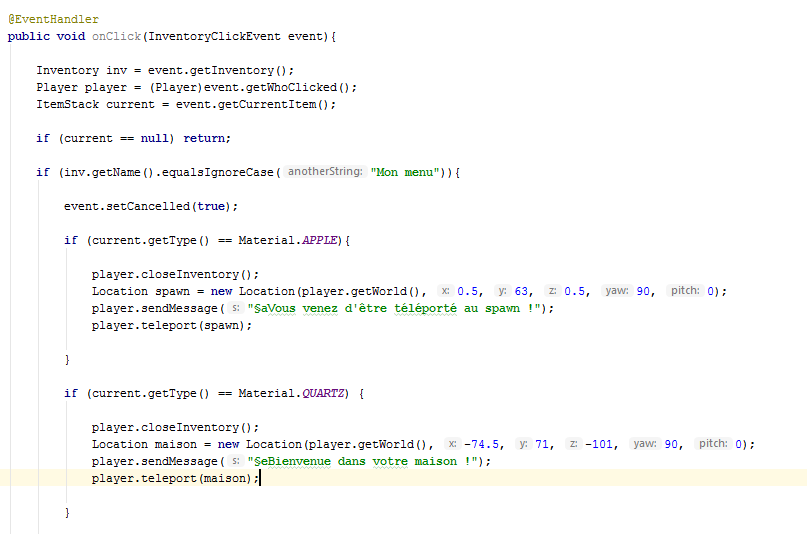 @EventHandler
public void onClick(InventoryClickEvent event){
Inventory inv = event.getInventory();
Player player = (Player)event.getWhoClicked();
ItemStack current = event.getCurrentItem();
if (current == null) return;
if (inv.getName().equalsIgnoreCase( anotherString: "Mon menu")){
event.setCancelled(true);
if (current.getType() == Material.APPLE){
player.closeInventory();
Location spawn = new Location(player.getWorld(), x: 0.5, y: 63, z: 0.5, yaw: 90, pitch: 0);
player.sendMessage( s: "§aVous venez d'être téléporté au spawn !");
player.teleport(spawn);
}
if (current.getType() == Material.QUARTZ) {
player.closeInventory();
Location maison = new Location(player.getWorld(), x: -74.5, y: 71, z: -101, yaw: 90, pitch: 0);
player.sendMessage( s: "§eBienvenue dans votre maison !");
player.teleport(maison);
}